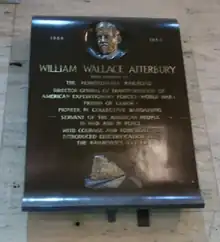 1866 1935
WILLIAM WALLACE ATTERBURY
THE PENNSYLVANIA RAILROAD
DIRECTOR GENERAL OF TRANSPORTATION OF
AMERICAN EXPEDITIONARY FORCES · WORLD WAR ·
FRIEND OF LABOR ·
PIONEER IN COLLECTIVE BARGAINING
SERVANT OF THE AMERICAN PEOPLE
IN WAR AND IN PEACE
WITH COURAGE AND FORESIGHT HE
INTRODUCED ELECTRIFICATION ON
THE RAILROAD'S